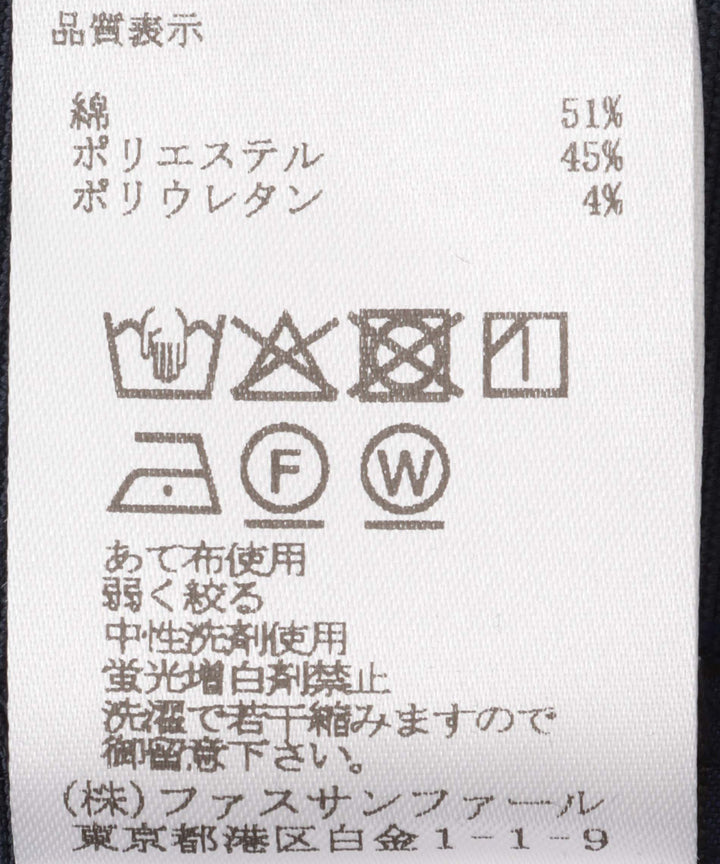 品質表示
綿 51%
ポリエステル 45%
ポリウレタン 4%
F W
あて布使用
弱く絞る
中性洗剤使用
蛍光増白剤禁止
洗濯で若干縮みますので
御留意下さい。
(株)ファスサンファール
東京都港区白金1-1-9